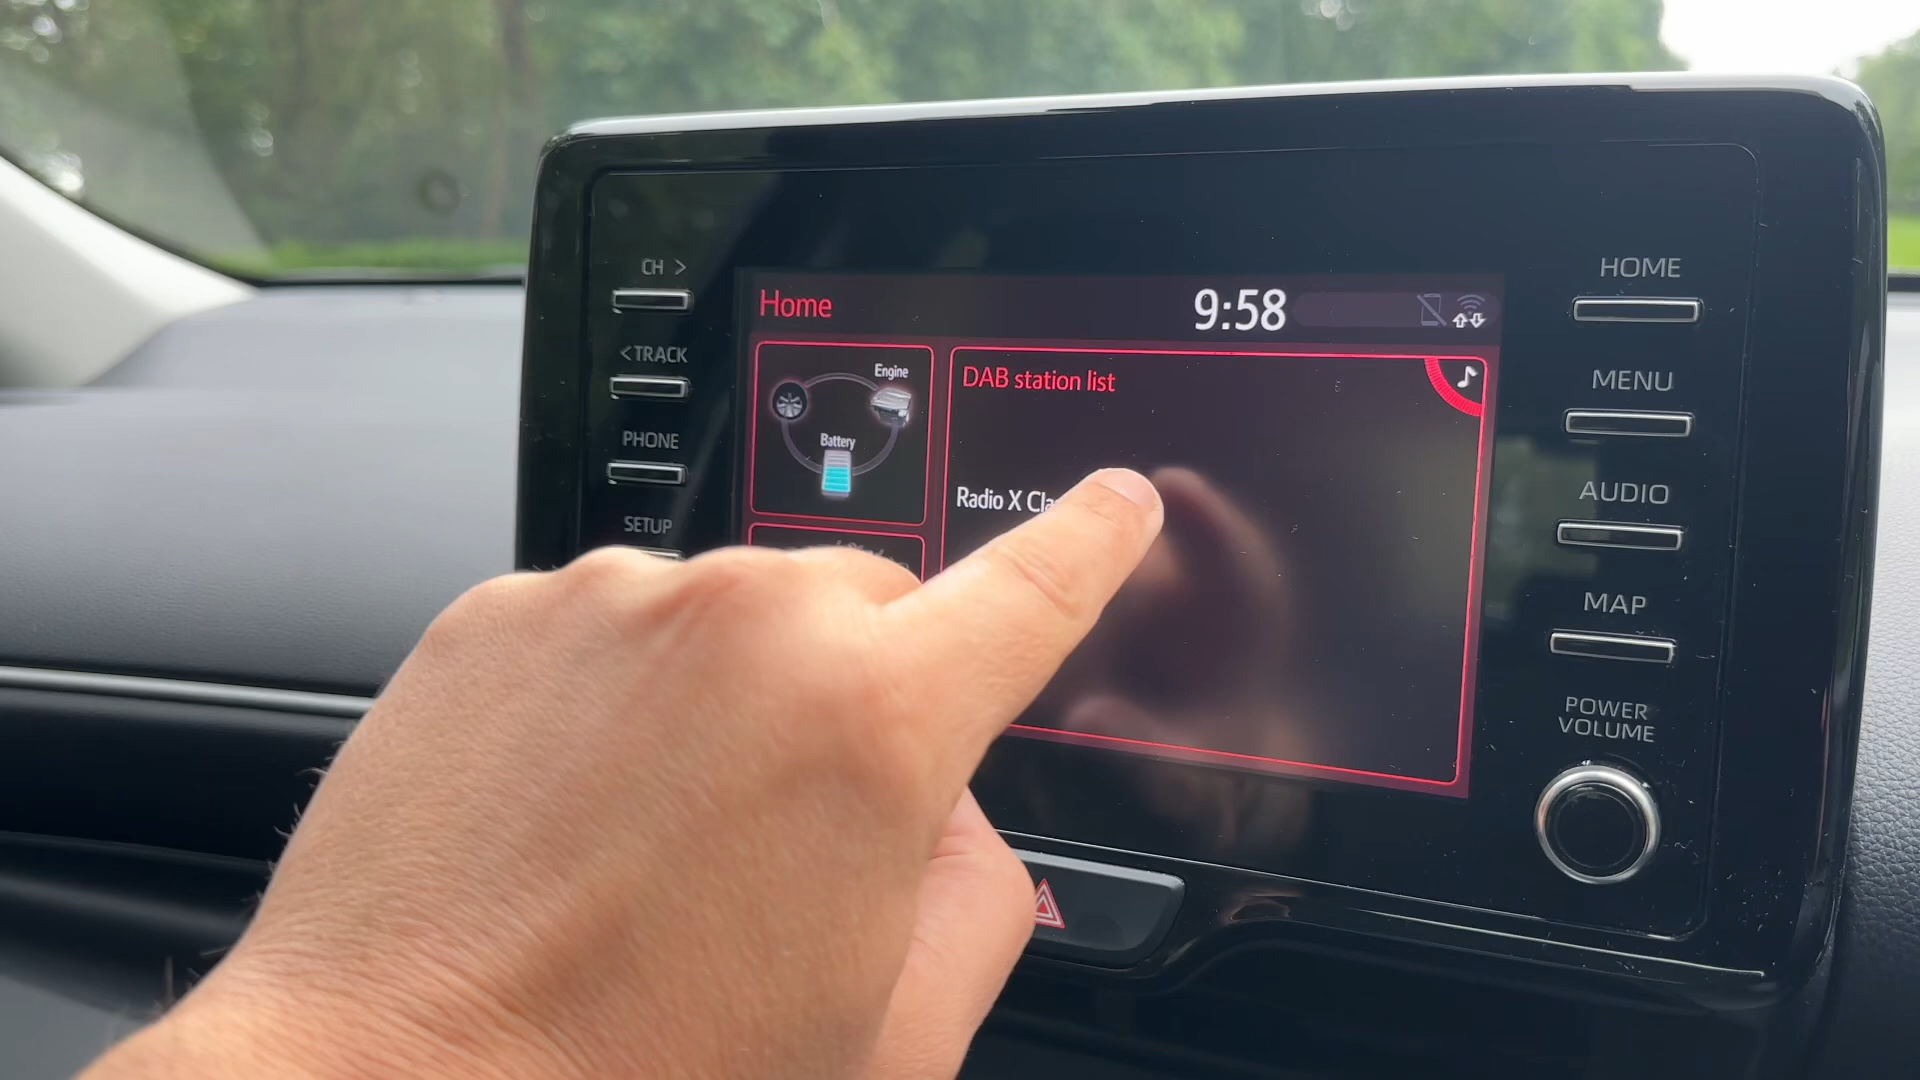 CH >
< TRACK
PHONE
SETUP
Home
9:58
Engine
Battery
DAB station list
Radio X
HOME
MENU
AUDIO
MAP
POWER
VOLUME